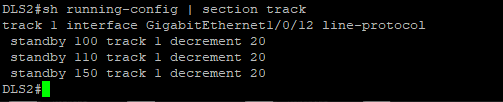 DLS2#sh running-config | section track
track 1 interface GigabitEthernet1/0/12 line-protocol
 standby 100 track 1 decrement 20
 standby 110 track 1 decrement 20
 standby 150 track 1 decrement 20
DLS2#